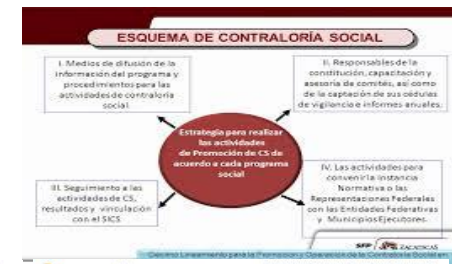 ESQUEMA DE CONTRALORÍA SOCIAL
I. Medios de difusión de la
información del programa y
procedimientos para las
actividades de contraloría
social.
II. Responsables de la
constitución, capacitación y
asesoría de comités, así como
de la captación de sus cédulas
de vigilancia e informes anuales.
Estrategia para realizar
las actividades
de Promoción de CS de
acuerdo a cada programa
social
III. Seguimiento a las
actividades de CS,
resultados y vinculación
con el SICS.
IV. Las actividades para
convenir la Instancia
Normativa o las
Representaciones Federales
con las Entidades Federativas
y Municipios Ejecutores.
SFP
ZACATECAS
Décimo Lineamiento para la Promoción y Operación de la Contraloría Social en